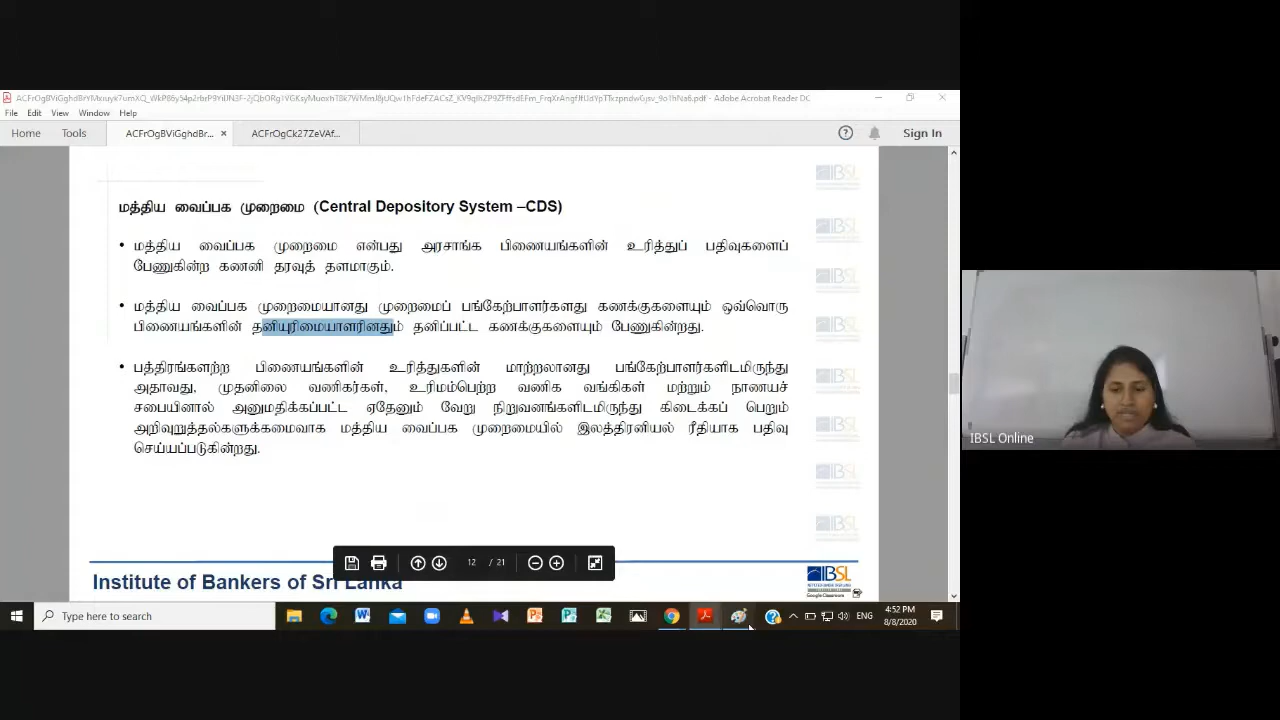 File Edit View Window Help
Home Tools ACFrOgBViGghdBr... × ACFrOgCk27ZeVAf... Sign In
மத்திய வைப்பக முறைமை (Central Depository System –CDS)
• மத்திய வைப்பக முறைமை என்பது அரசாங்க பிணையங்களின் உரித்துப் பதிவுகளைப்
பேணுகின்ற கணனி தரவுத் தளமாகும்.
• மத்திய வைப்பக முறைமையானது முறைமைப் பங்கேற்பாளர்களது கணக்குகளையும் ஒவ்வொரு
பிணையங்களின் தனியுரிமையாளரினதும் தனிப்பட்ட கணக்குகளையும் பேணுகின்றது.
• பத்திரங்களற்ற பிணையங்களின் உரித்துகளின் மாற்றலானது பங்கேற்பாளர்களிடமிருந்து
அதாவது, முதனிலை வணிகர்கள், உரிமம்பெற்ற வணிக வங்கிகள் மற்றும் நாணயச்
சபையினால் அனுமதிக்கப்பட்ட ஏதேனும் வேறு நிறுவனங்களிடமிருந்து கிடைக்கப் பெறும்
அறிவுறுத்தல்களுக்கமைவாக மத்திய வைப்பக முறைமையில் இலத்திரனியல் ரீதியாக பதிவு
செய்யப்படுகின்றது.
12 / 21
Institute of Bankers of Sri Lanka
IBSL
Type here to search
ENG
4:52 PM
8/8/2020
IBSL Online